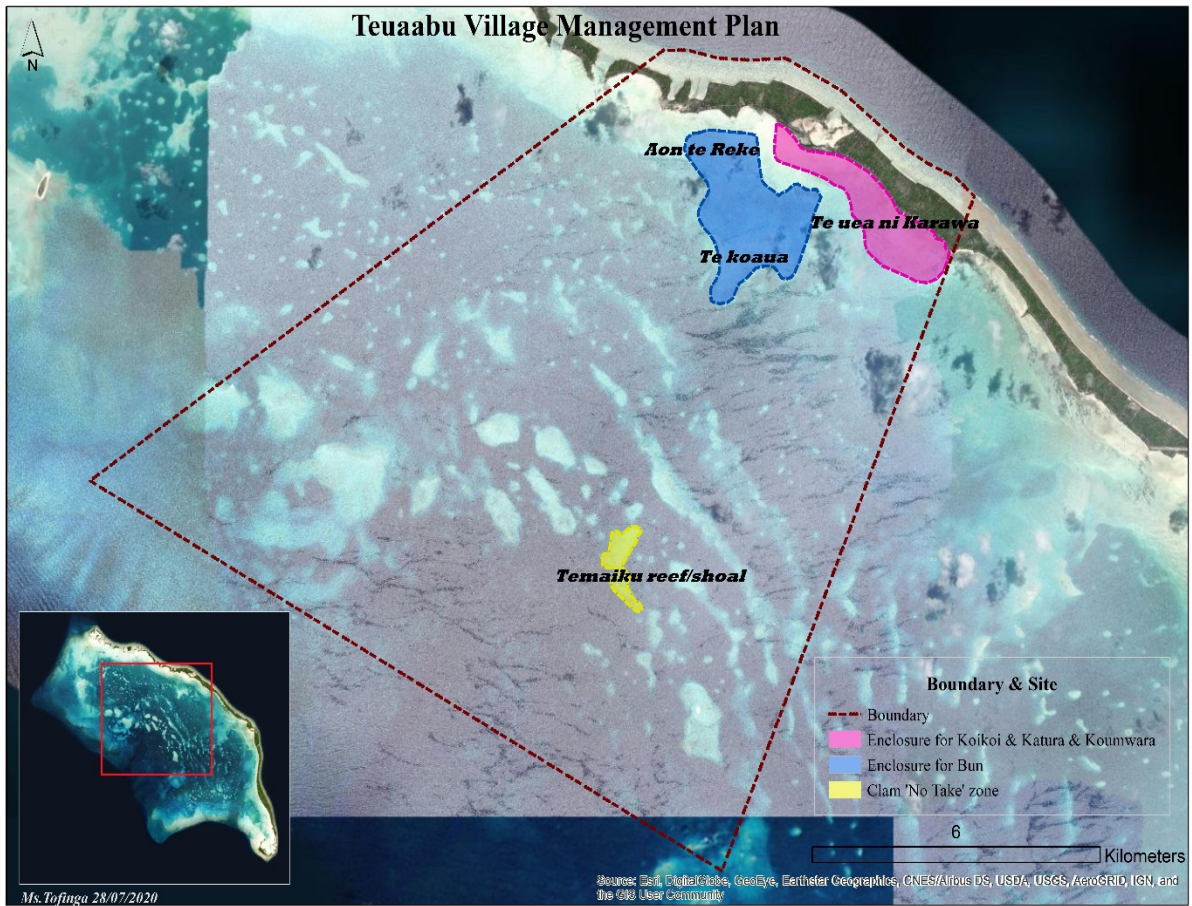 Teuaabu Village Management Plan
N
Aon te Reke
Te uea ni Karawa
Te koaua
Temaiku reef/shoal
Boundary & Site
Boundary
Enclosure for Koikoi & Katura & Koumwara
Enclosure for Bun
Clam 'No Take' zone
6
Kilometers
Source: Esri, DigitalGlobe, GeoEye, Earthstar Geographics, CNES/Airbus DS, USDA, USGS, AeroGRID, IGN, and
the GIS User Community
Ms.Tofinga 28/07/2020